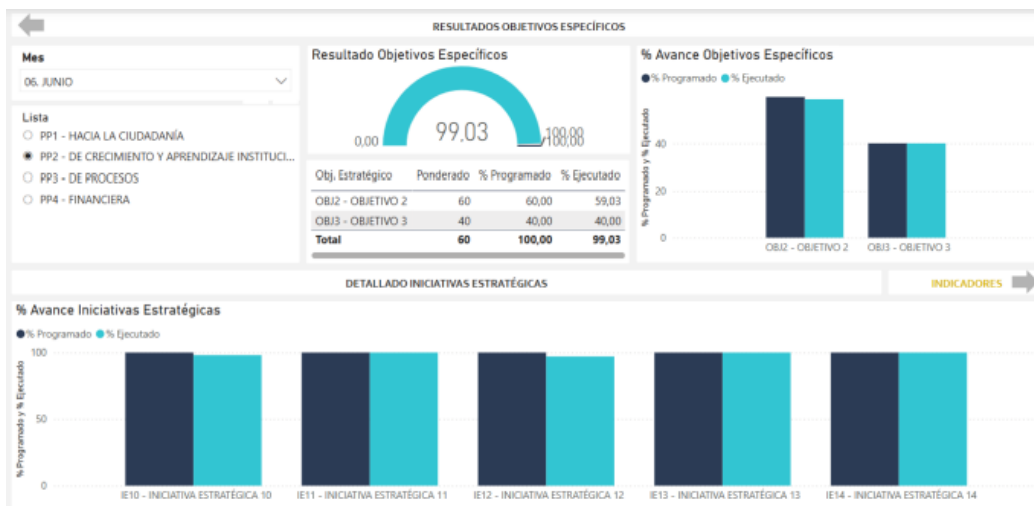 RESULTADOS OBJETIVOS ESPECÍFICOS
Mes
06. JUNIO
Lista
PP1 - HACIA LA CIUDADANÍA
PP2 - DE CRECIMIENTO Y APRENDIZAJE INSTITUCI...
PP3 - DE PROCESOS
PP4 - FINANCIERA
Resultado Objetivos Específicos
0,00
99,03
100,00
100,00
Obj. Estratégico Ponderado % Programado % Ejecutado
OBJ2 - OBJETIVO 2 60 60,00 59,03
OBJ3 - OBJETIVO 3 40 40,00 40,00
Total 60 100,00 99,03
% Avance Objetivos Específicos
% Programado % Ejecutado
% Programado y % Ejecutado
40
20
0
OBJ2 - OBJETIVO 2 OBJ3 - OBJETIVO 3
DETALLADO INICIATIVAS ESTRATÉGICAS
INDICADORES
% Avance Iniciativas Estratégicas
% Programado % Ejecutado
% Programado y % Ejecutado
100
50
0
IE10 - INICIATIVA ESTRATÉGICA 10 IE11 - INICIATIVA ESTRATÉGICA 11 IE12 - INICIATIVA ESTRATÉGICA 12 IE13 - INICIATIVA ESTRATÉGICA 13 IE14 - INICIATIVA ESTRATÉGICA 14